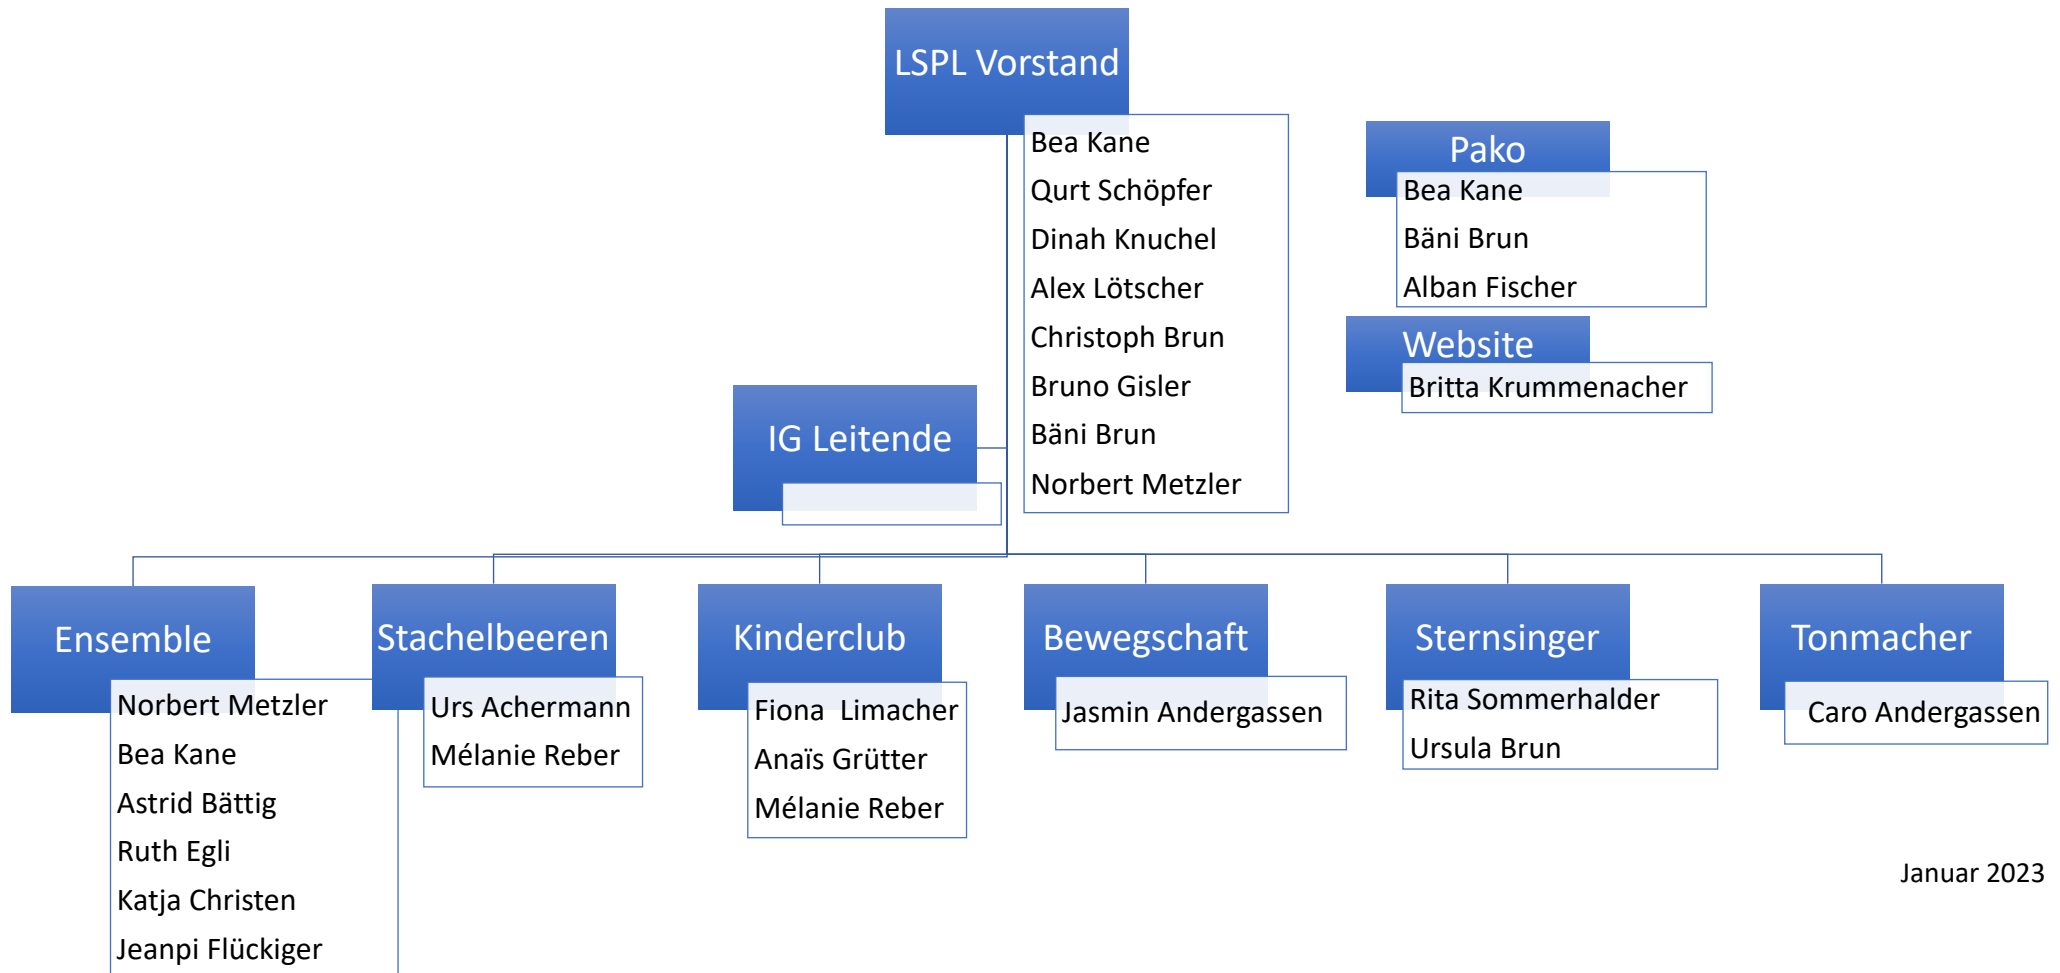 LSPL Vorstand
Bea Kane
Qurt Schöpfer
Dinah Knuchel
Alex Lötscher
Christoph Brun
Bruno Gisler
Bäni Brun
Norbert Metzler
Pako
Bea Kane
Bäni Brun
Alban Fischer
Website
Britta Krummenacher
IG Leitende
Ensemble
Norbert Metzler
Bea Kane
Astrid Bättig
Ruth Egli
Katja Christen
Jeanpi Flückiger
Stachelbeeren
Urs Achermann
Mélanie Reber
Kinderclub
Fiona  Limacher
Anaïs Grütter
Mélanie Reber
Bewegschaft
Jasmin Andergassen
Sternsinger
Rita Sommerhalder
Ursula Brun
Tonmacher
Caro Andergassen
Januar 2023